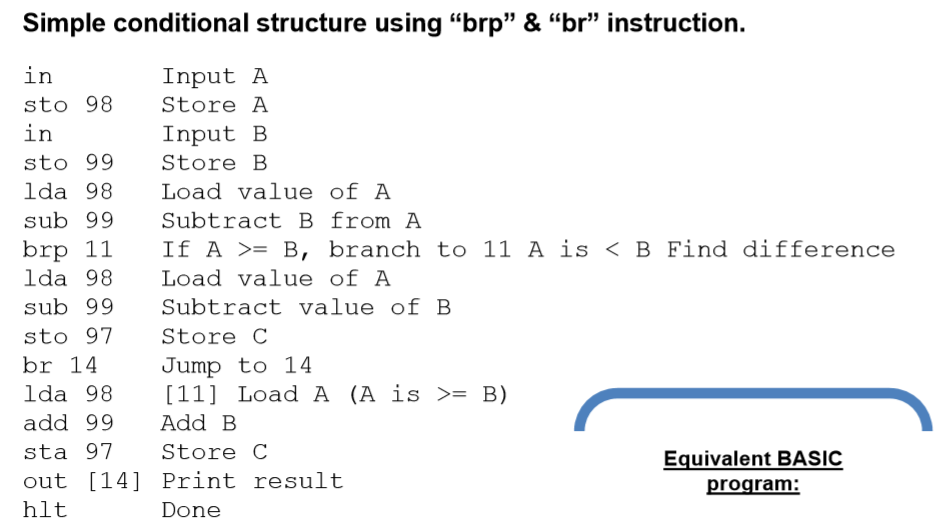 Simple conditional structure using “brp” & “br” instruction.
in Input A
sto 98 Store A
in Input B
sto 99 Store B
lda 98 Load value of A
sub 99 Subtract B from A
brp 11 If A >= B, branch to 11 A is < B Find difference
lda 98 Load value of A
sub 99 Subtract value of B
sto 97 Store C
br 14 Jump to 14
lda 98 [11] Load A (A is >= B)
add 99 Add B
sta 97 Store C
out [14] Print result
hlt Done
Equivalent BASIC
program: